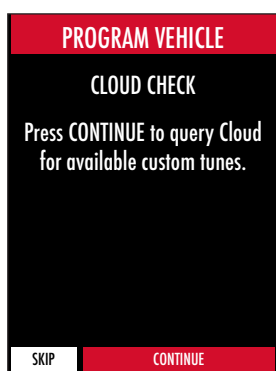 PROGRAM VEHICLE
CLOUD CHECK
Press CONTINUE to query Cloud
for available custom tunes.
SKIP CONTINUE